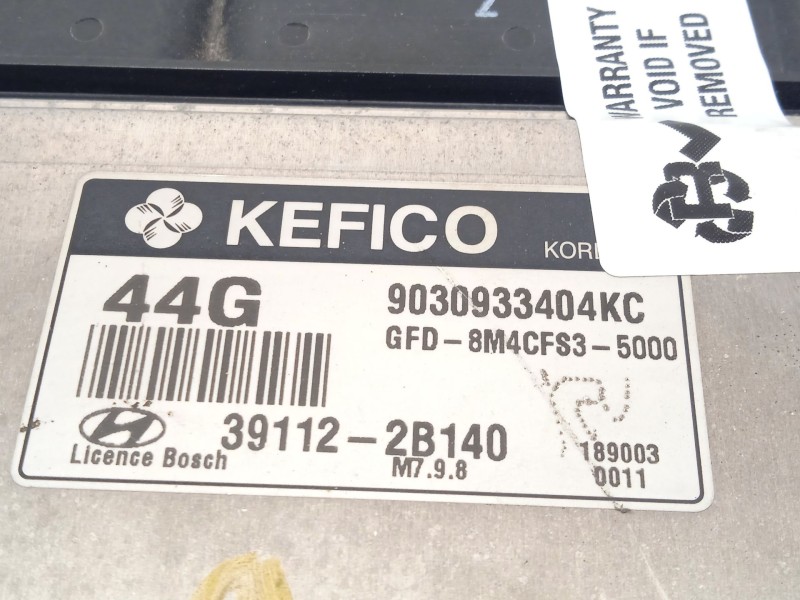 WARRANTY
VOID IF
REMOVED
KEFICO
44G
9030933404KC
GFD-8M4CFS3-5000
39112-2B140
Licence Bosch
M7.9.8
189003
0011